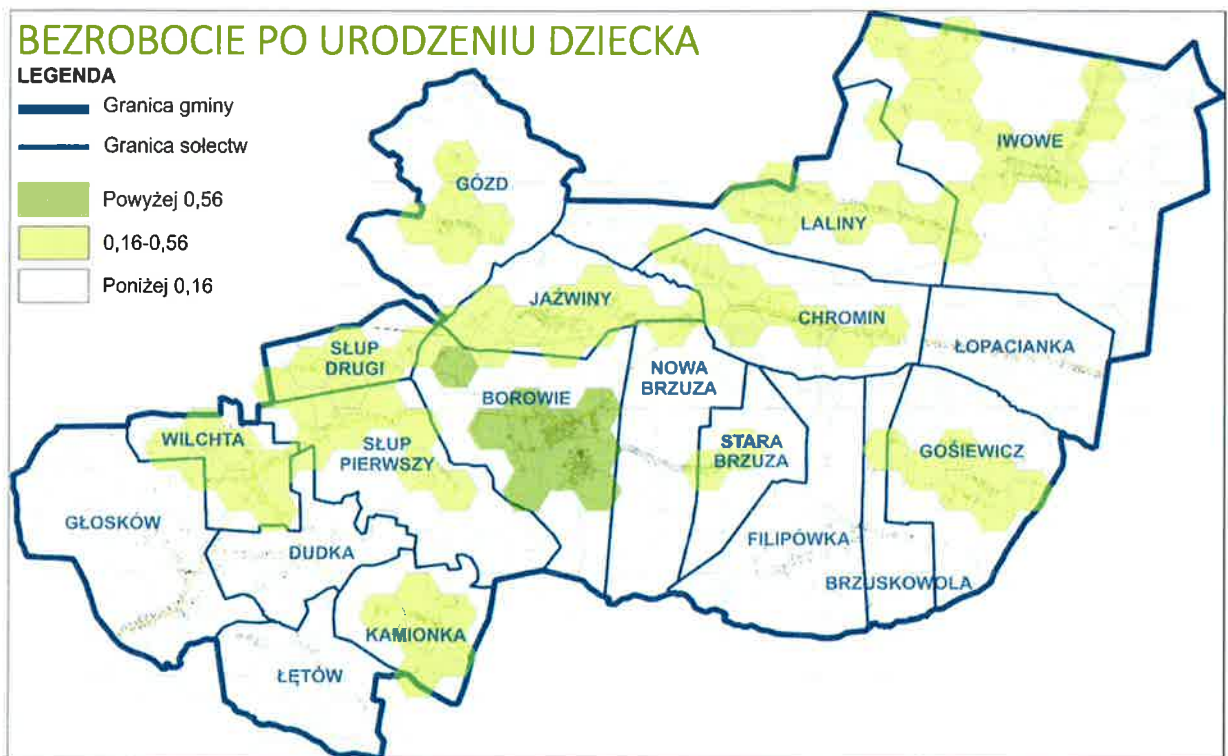 BEZROBOCIE PO URODZENIU DZIECKA
LEGENDA
Granica gminy
Granica sołectw
Powyżej 0,56
0,16-0,56
Poniżej 0,16
IWOWE
GÓZD
LALINY
JAŹWINY
CHROMIN
ŁOPACIANKA
SŁUP
DRUGI
NOWA
BRZUZA
BOROWIE
WILCHTA
SŁUP
PIERWSZY
STARA
BRZUZA
GOŚIEWICZ
GŁOSKÓW
DUDKA
FILIPÓWKA
BRZUSKOWOLA
KAMIONKA
ŁĘTÓW